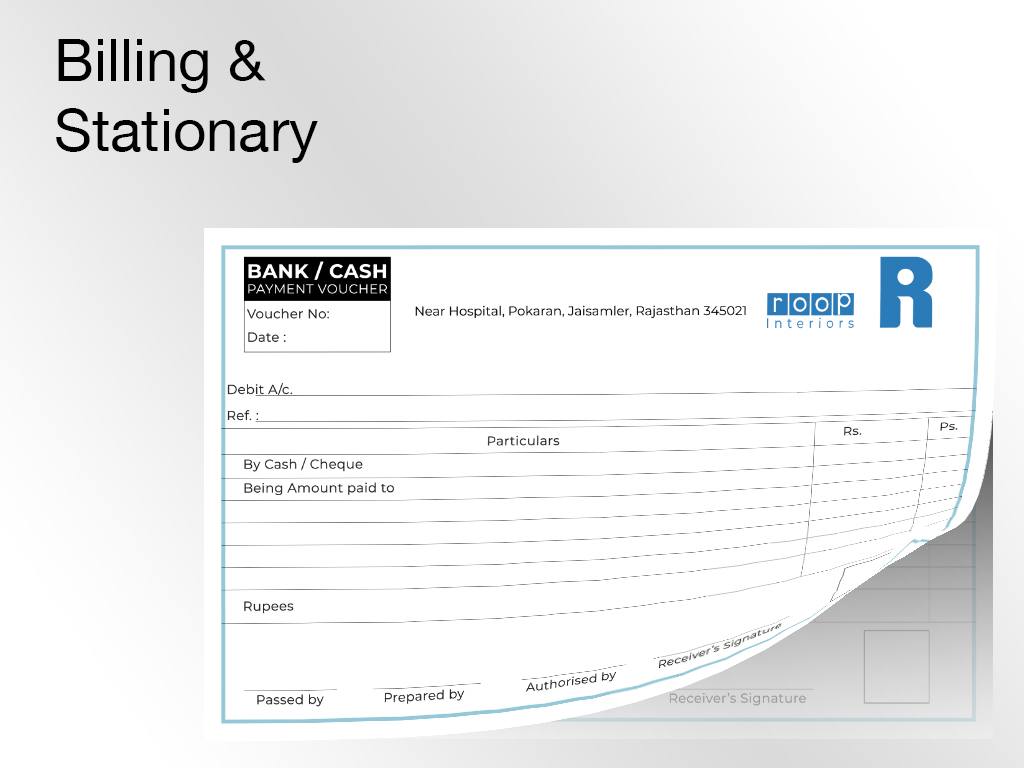 Billing &
Stationary
BANK / CASH
PAYMENT VOUCHER
Voucher No:
Date :
Near Hospital, Pokaran, Jaisamler, Rajasthan 345021
roop
Interiors
R
Debit A/c.
Ref. :
Particulars Rs. Ps.
By Cash / Cheque
Being Amount paid to
Rupees
Passed by Prepared by Authorised by Receiver's Signature
Receiver's Signature